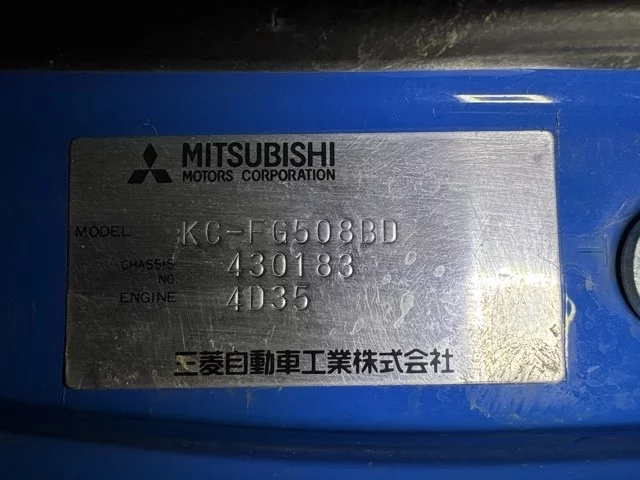 MITSUBISHI
MOTORS CORPORATION
MODEL KC-FG508BD
CHASSIS NO 430183
ENGINE 4D35
三菱自動車工業株式会社